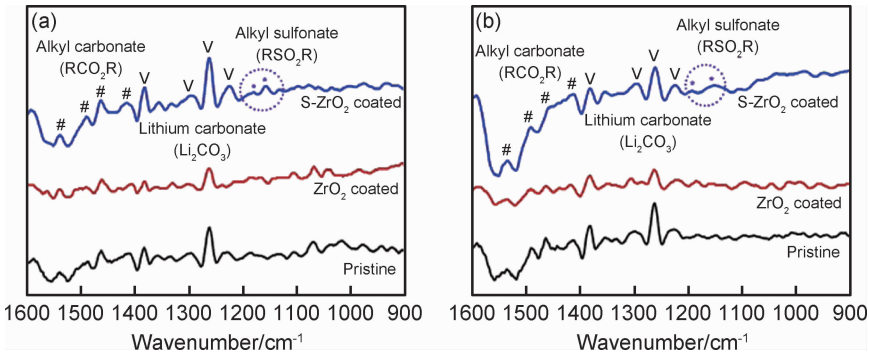 (a)
Alkyl carbonate
(RCO₂R)
V
Alkyl sulfonate
(RSO₂R)
#
#
#
#
V
V
V
*
*
S-ZrO₂ coated
Lithium carbonate
(Li₂CO₃)
ZrO₂ coated
Pristine
1600 1500 1400 1300 1200 1100 1000 900
Wavenumber/cm⁻¹
(b)
Alkyl carbonate
(RCO₂R)
V
Alkyl sulfonate
(RSO₂R)
#
#
#
#
V
V
V
*
*
S-ZrO₂ coated
Lithium carbonate
(Li₂CO₃)
ZrO₂ coated
Pristine
1600 1500 1400 1300 1200 1100 1000 900
Wavenumber/cm⁻¹